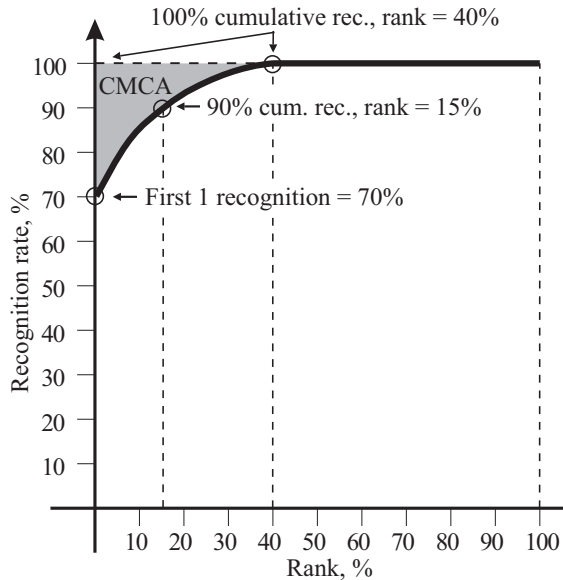 100% cumulative rec., rank = 40%
100
CMCA
90
90% cum. rec., rank = 15%
80
70
First 1 recognition = 70%
60
50
40
30
20
10
Recognition rate, %
10 20 30 40 50 60 70 80 90 100
Rank, %